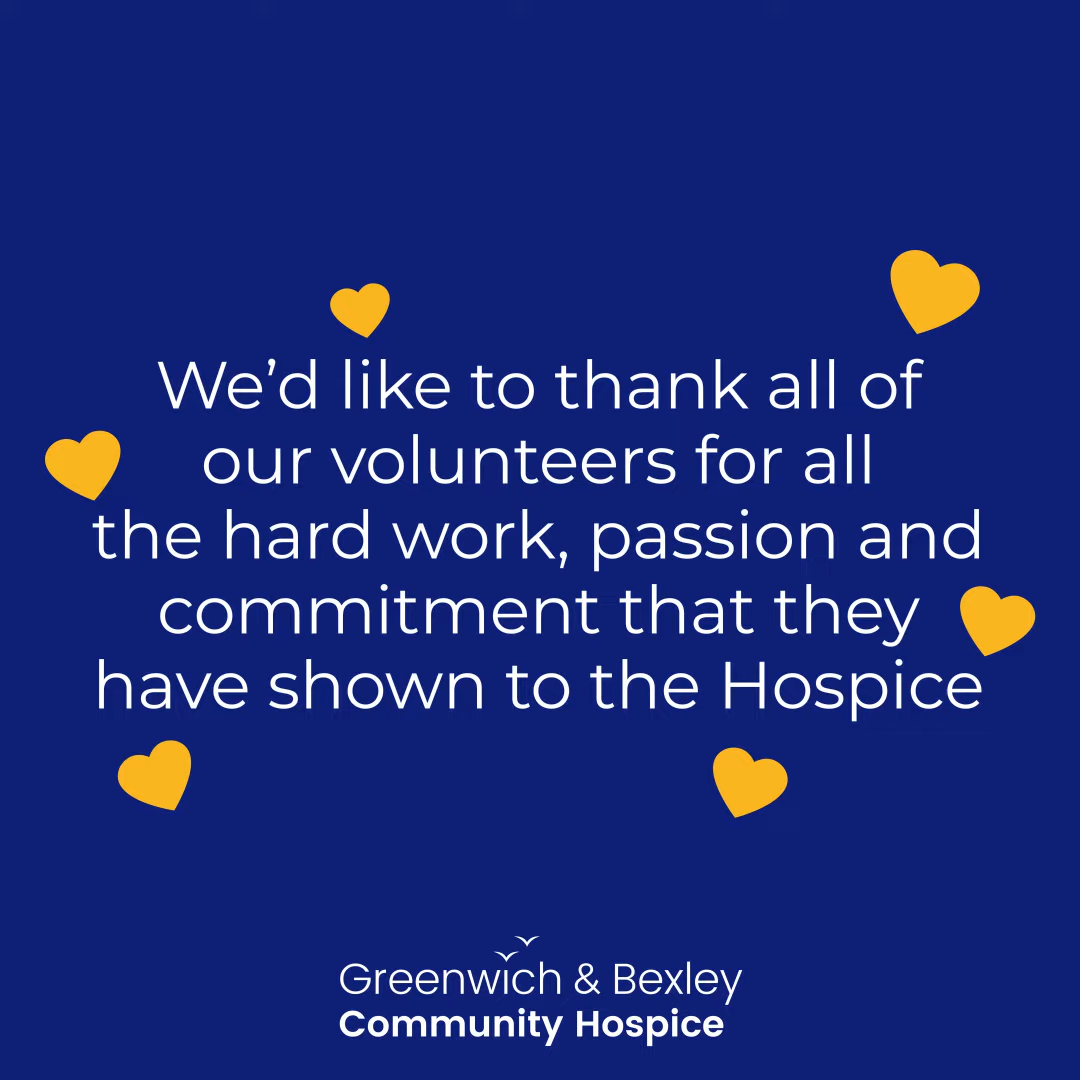 We’d like to thank all of
our volunteers for all
the hard work, passion and
commitment that they
have shown to the Hospice
Greenwich & Bexley
Community Hospice